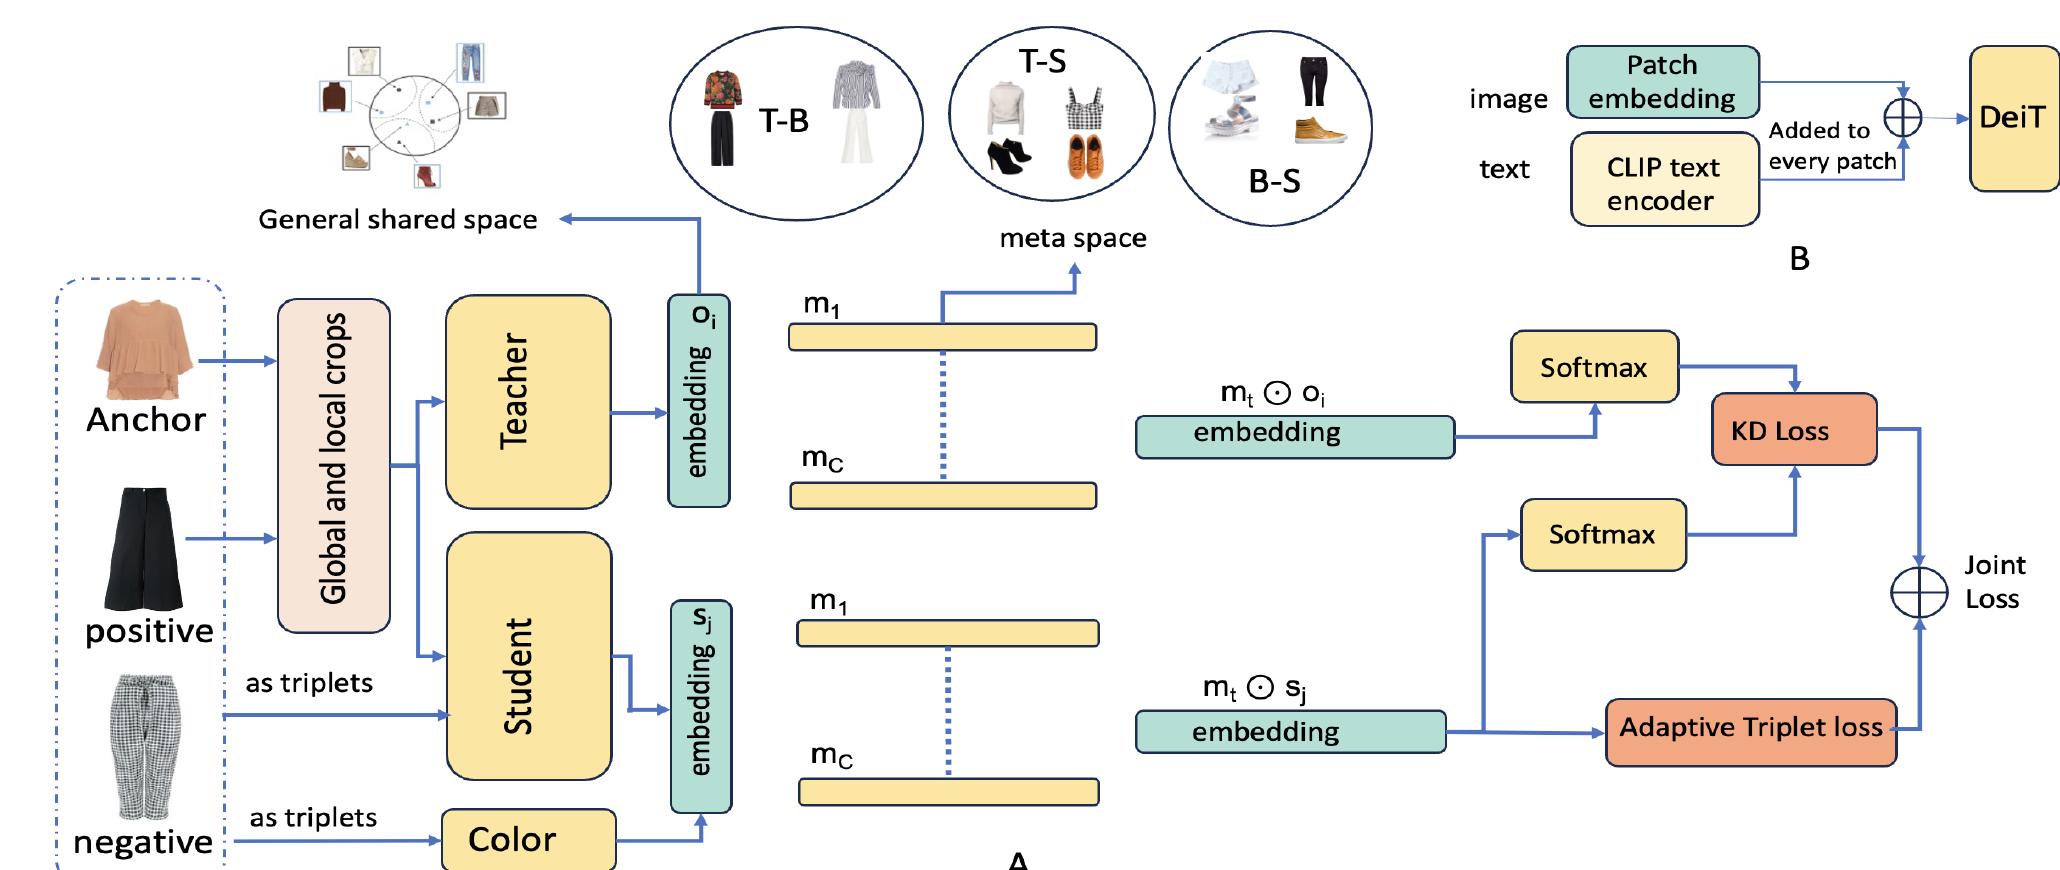 T-B
T-S
B-S
image
Patch
embedding
text
CLIP text
encoder
Added to
every patch
DeiT
B
General shared space
meta space
Anchor
positive
negative
Global and local crops
as triplets
as triplets
Teacher
Student
Color
embedding oᵢ
embedding sⱼ
m₁
m_C
m₁
m_C
mₜ ⊙ oᵢ
embedding
mₜ ⊙ sⱼ
embedding
Softmax
Softmax
KD Loss
Adaptive Triplet loss
Joint
Loss
A